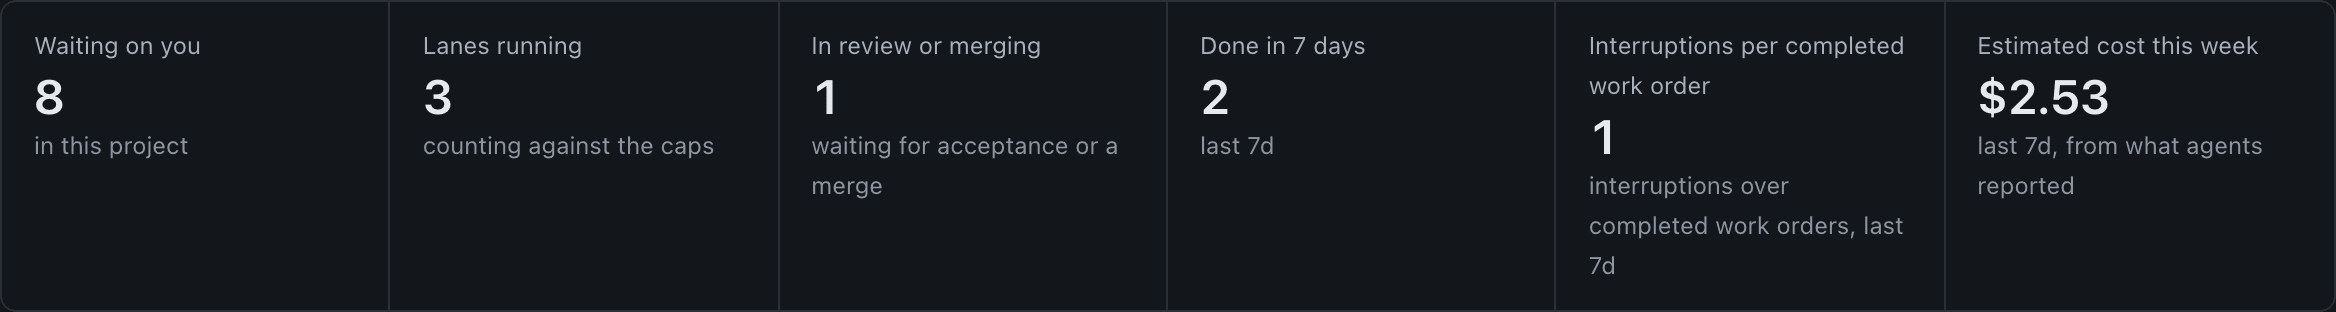 Waiting on you
8
in this project
Lanes running
3
counting against the caps
In review or merging
1
waiting for acceptance or a
merge
Done in 7 days
2
last 7d
Interruptions per completed
work order
1
interruptions over
completed work orders, last
7d
Estimated cost this week
$2.53
last 7d, from what agents
reported